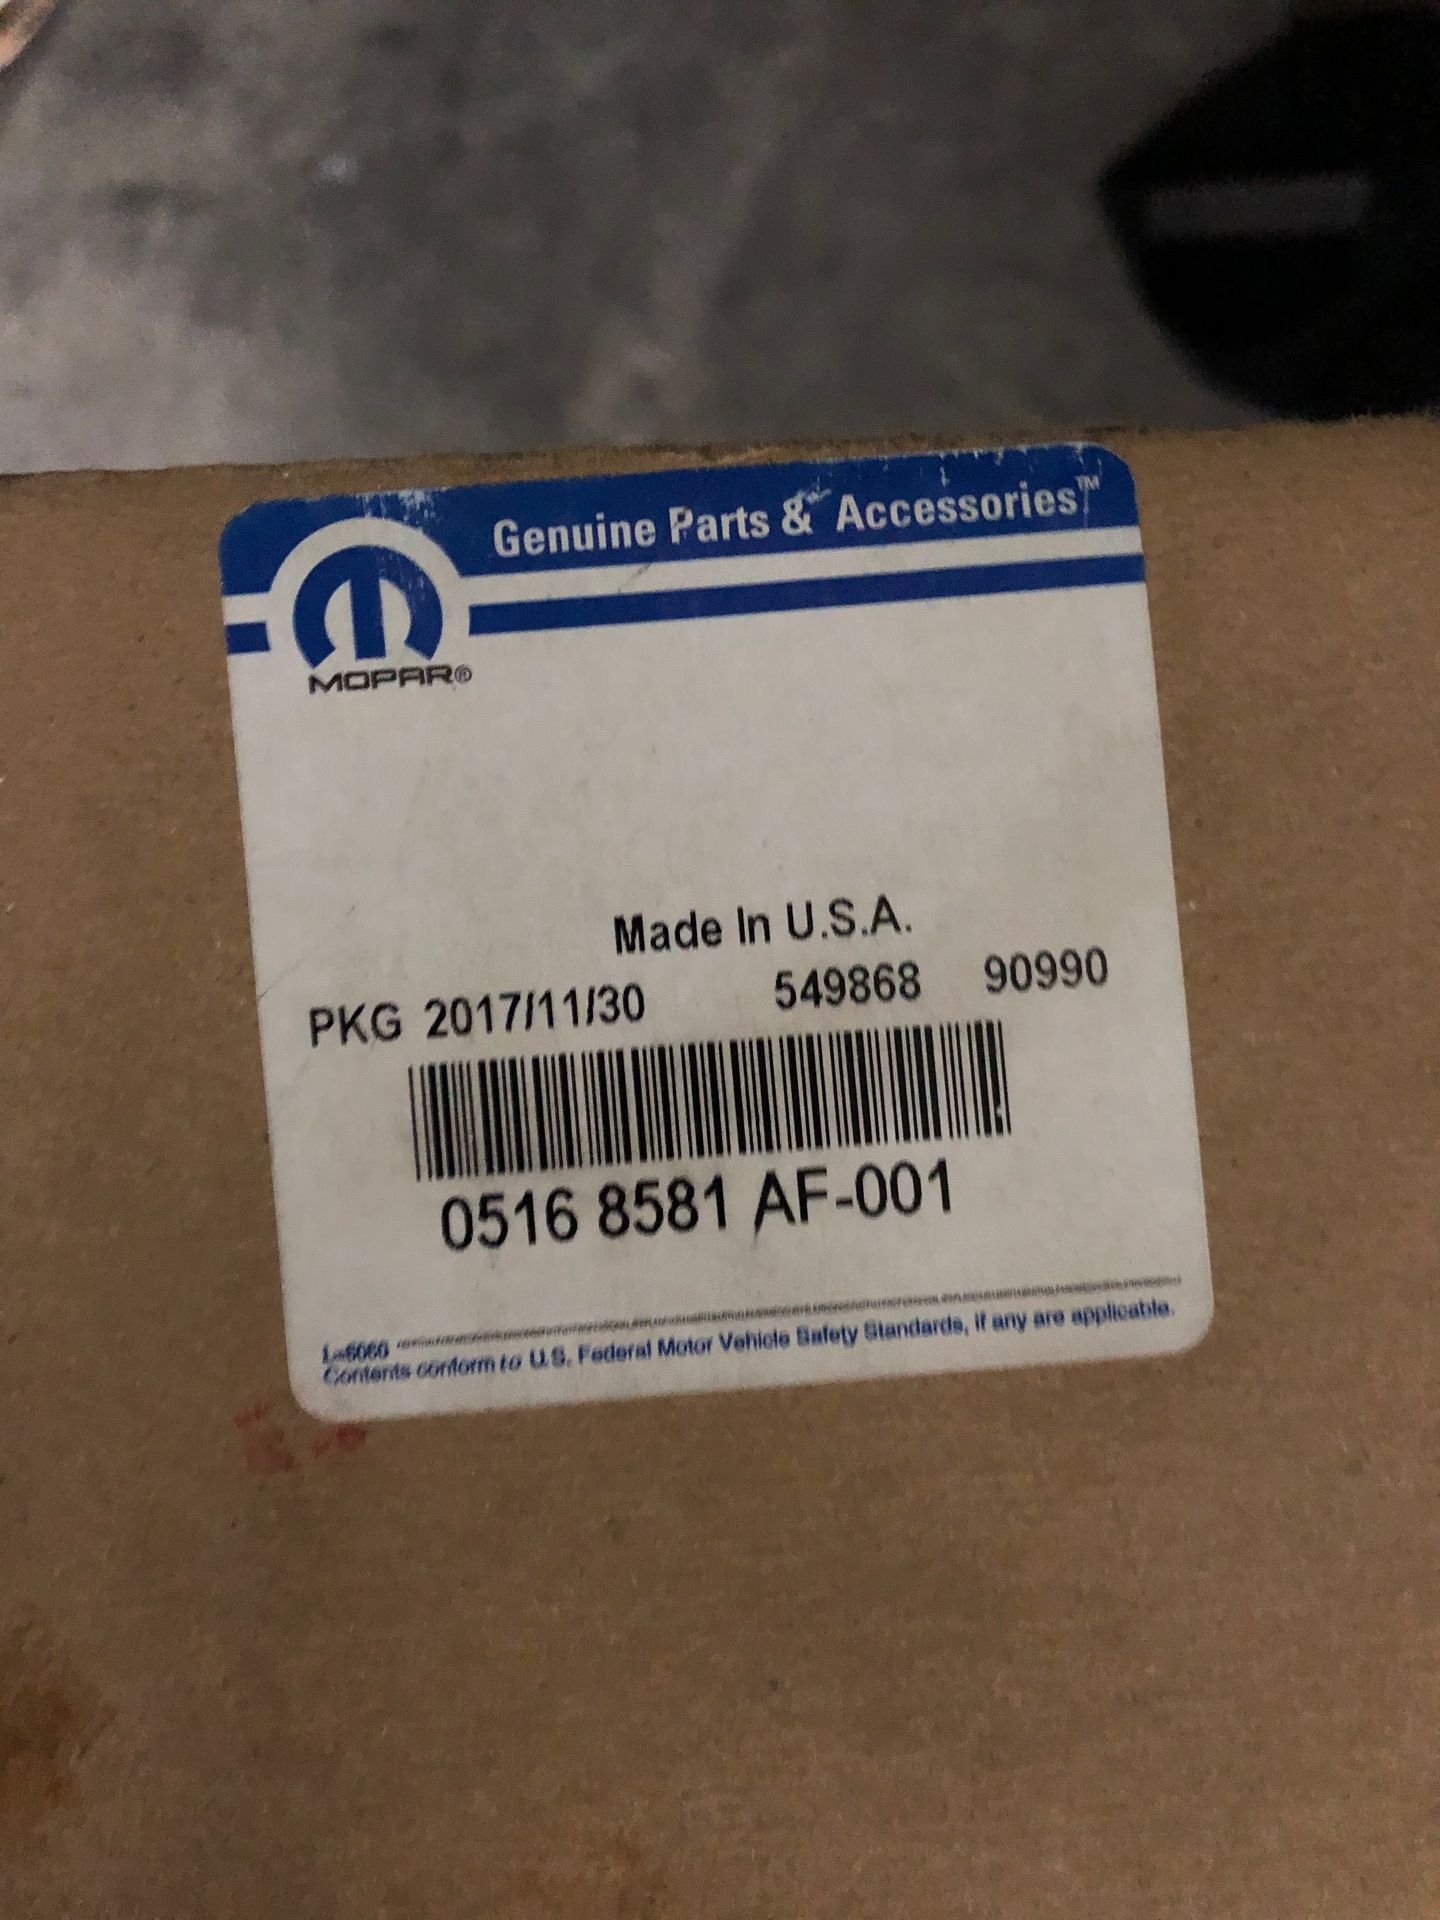 Genuine Parts & Accessories™
MOPAR®
Made In U.S.A.
PKG 2017/11/30 549868 90990
0516 8581 AF-001
L-6060
Contents conform to U.S. Federal Motor Vehicle Safety Standards, if any are applicable.